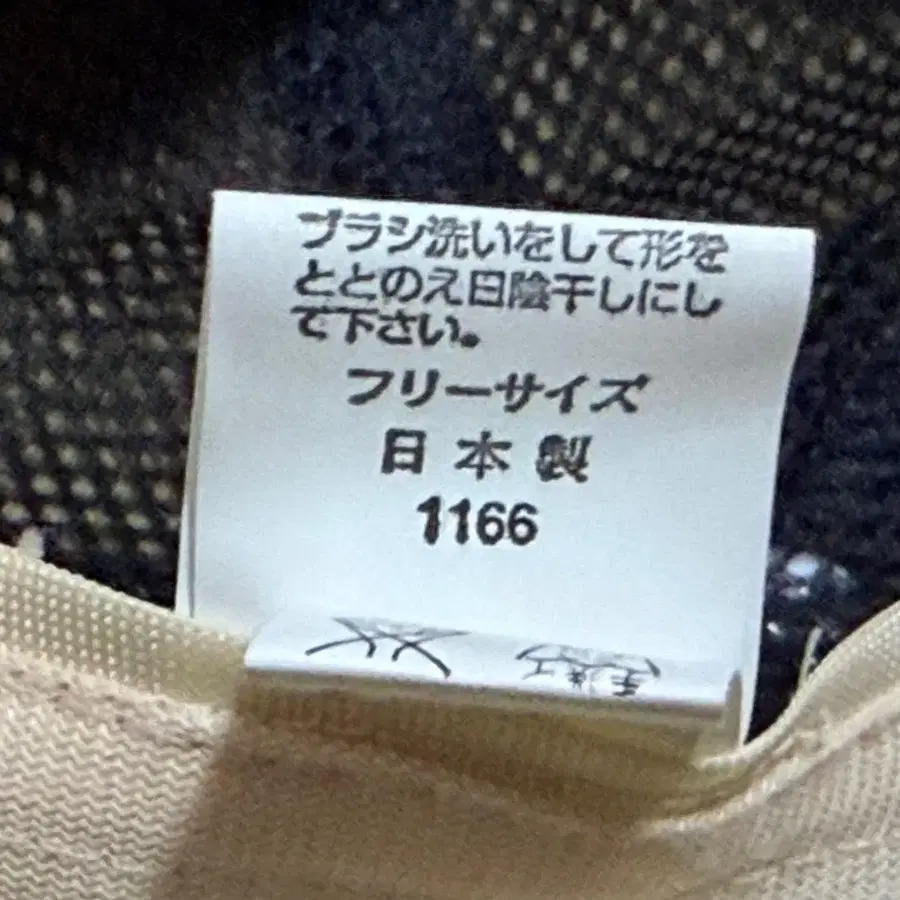 ブラシ洗いをして形を
ととのえ日陰干しにし
て下さい。
フリーサイズ
日本製
1166